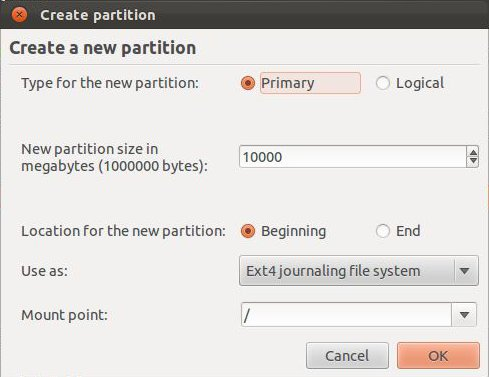 Create partition
Create a new partition
Type for the new partition: Primary Logical
New partition size in
megabytes (1000000 bytes): 10000
Location for the new partition: Beginning End
Use as: Ext4 journaling file system
Mount point: /
Cancel OK